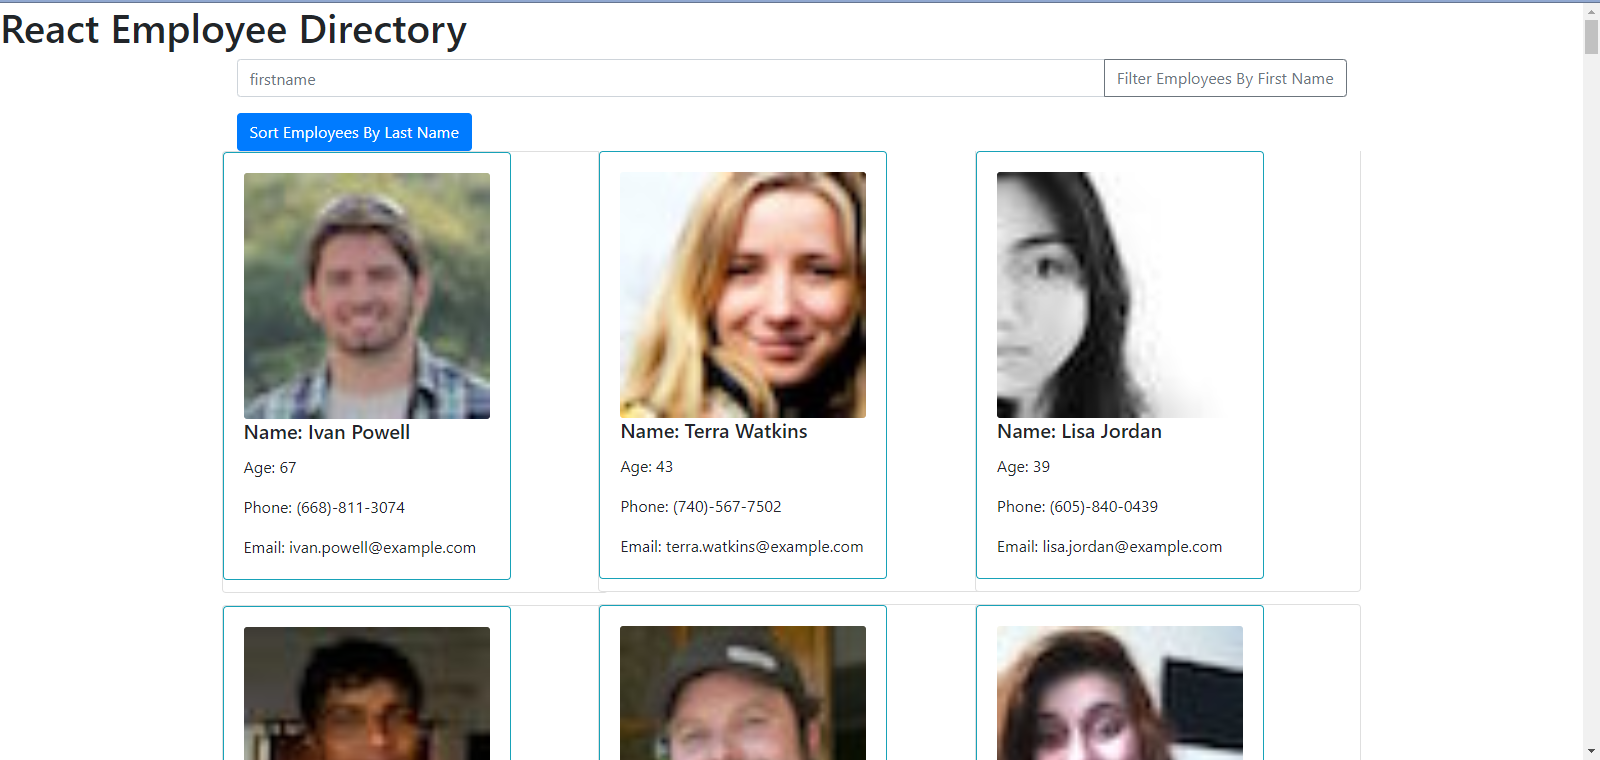 React Employee Directory
firstname
Filter Employees By First Name
Sort Employees By Last Name
Name: Ivan Powell
Age: 67
Phone: (668)-811-3074
Email: ivan.powell@example.com
Name: Terra Watkins
Age: 43
Phone: (740)-567-7502
Email: terra.watkins@example.com
Name: Lisa Jordan
Age: 39
Phone: (605)-840-0439
Email: lisa.jordan@example.com